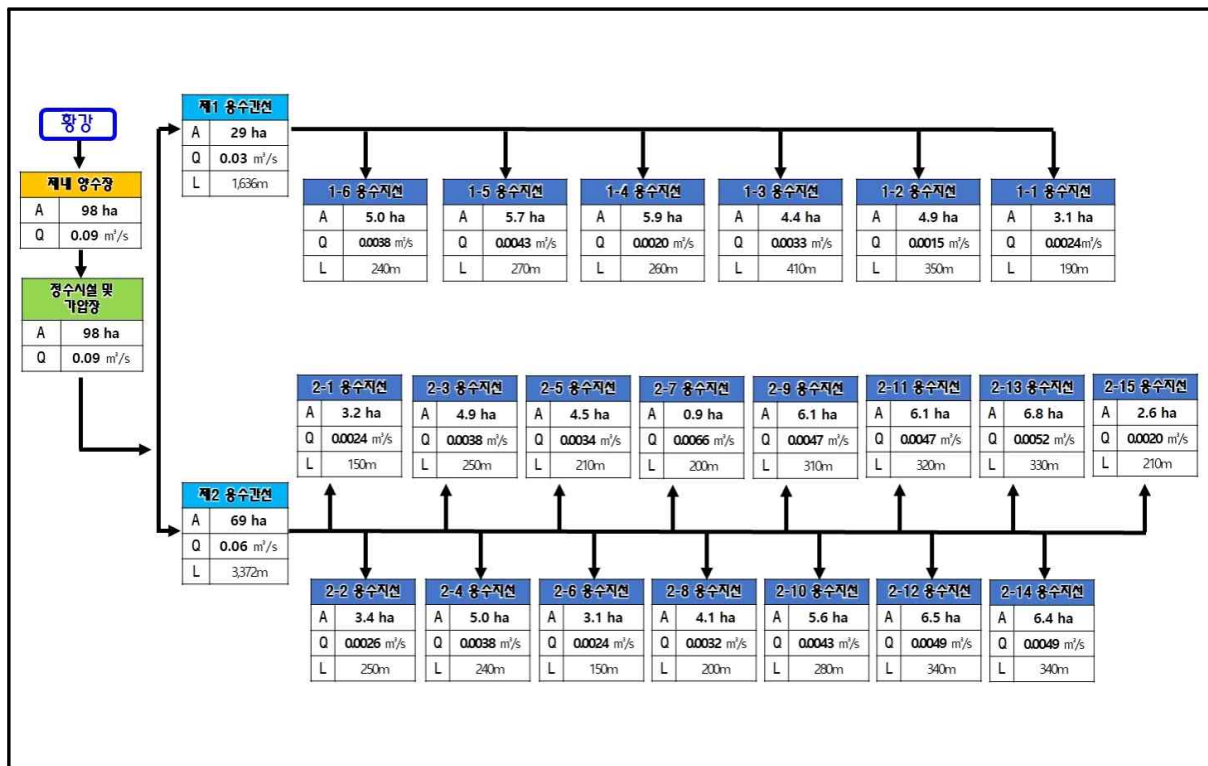 황강
제내 양수장
A 98 ha
Q 0.09 m³/s
정수시설 및
가압장
A 98 ha
Q 0.09 m³/s
제1 용수간선
A 29 ha
Q 0.03 m³/s
L 1,636m
1-6 용수지선
A 5.0 ha
Q 0.0038 m³/s
L 240m
1-5 용수지선
A 5.7 ha
Q 0.0043 m³/s
L 270m
1-4 용수지선
A 5.9 ha
Q 0.0020 m³/s
L 260m
1-3 용수지선
A 4.4 ha
Q 0.0033 m³/s
L 410m
1-2 용수지선
A 4.9 ha
Q 0.0015 m³/s
L 350m
1-1 용수지선
A 3.1 ha
Q 0.0024m³/s
L 190m
2-1 용수지선
A 3.2 ha
Q 0.0024 m³/s
L 150m
2-3 용수지선
A 4.9 ha
Q 0.0038 m³/s
L 250m
2-5 용수지선
A 4.5 ha
Q 0.0034 m³/s
L 210m
2-7 용수지선
A 0.9 ha
Q 0.0066 m³/s
L 200m
2-9 용수지선
A 6.1 ha
Q 0.0047 m³/s
L 310m
2-11 용수지선
A 6.1 ha
Q 0.0047 m³/s
L 320m
2-13 용수지선
A 6.8 ha
Q 0.0052 m³/s
L 330m
2-15 용수지선
A 2.6 ha
Q 0.0020 m³/s
L 210m
제2 용수간선
A 69 ha
Q 0.06 m³/s
L 3,372m
2-2 용수지선
A 3.4 ha
Q 0.0026 m³/s
L 250m
2-4 용수지선
A 5.0 ha
Q 0.0038 m³/s
L 240m
2-6 용수지선
A 3.1 ha
Q 0.0024 m³/s
L 150m
2-8 용수지선
A 4.1 ha
Q 0.0032 m³/s
L 200m
2-10 용수지선
A 5.6 ha
Q 0.0043 m³/s
L 280m
2-12 용수지선
A 6.5 ha
Q 0.0049 m³/s
L 340m
2-14 용수지선
A 6.4 ha
Q 0.0049 m³/s
L 340m